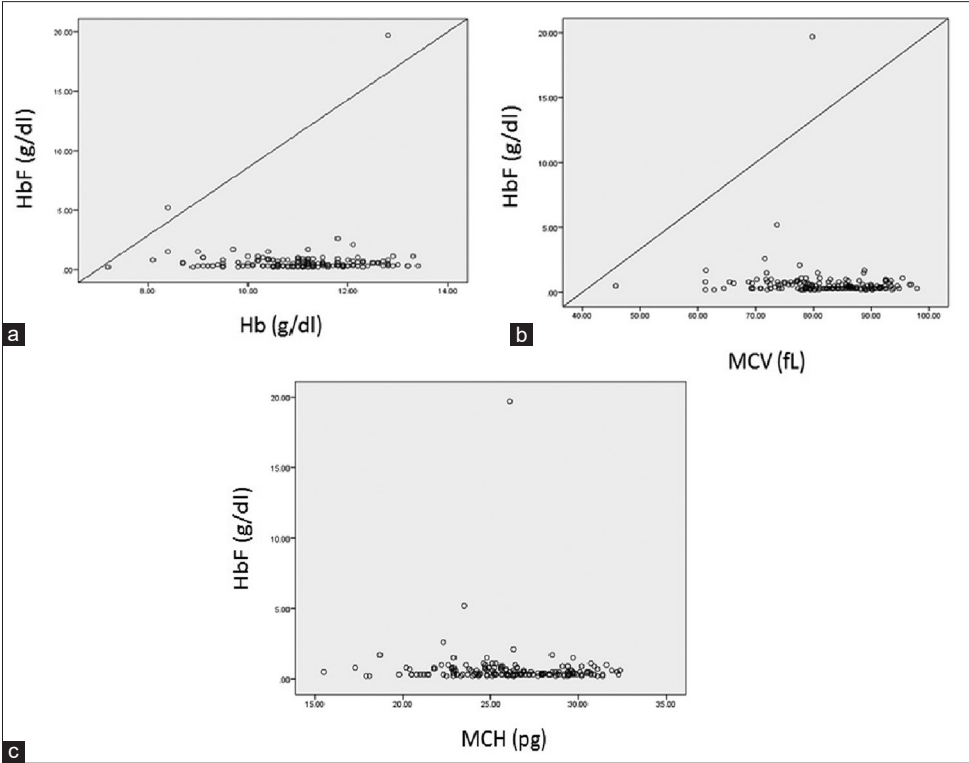 20.00
15.00
10.00
5.00
.00
HbF (g/dl)
8.00 10.00 12.00 14.00
Hb (g/dl)
a
20.00
15.00
10.00
5.00
.00
HbF (g/dl)
40.00 50.00 60.00 70.00 80.00 90.00 100.00
MCV (fL)
b
20.00
15.00
10.00
5.00
.00
HbF (g/dl)
15.00 20.00 25.00 30.00 35.00
MCH (pg)
c